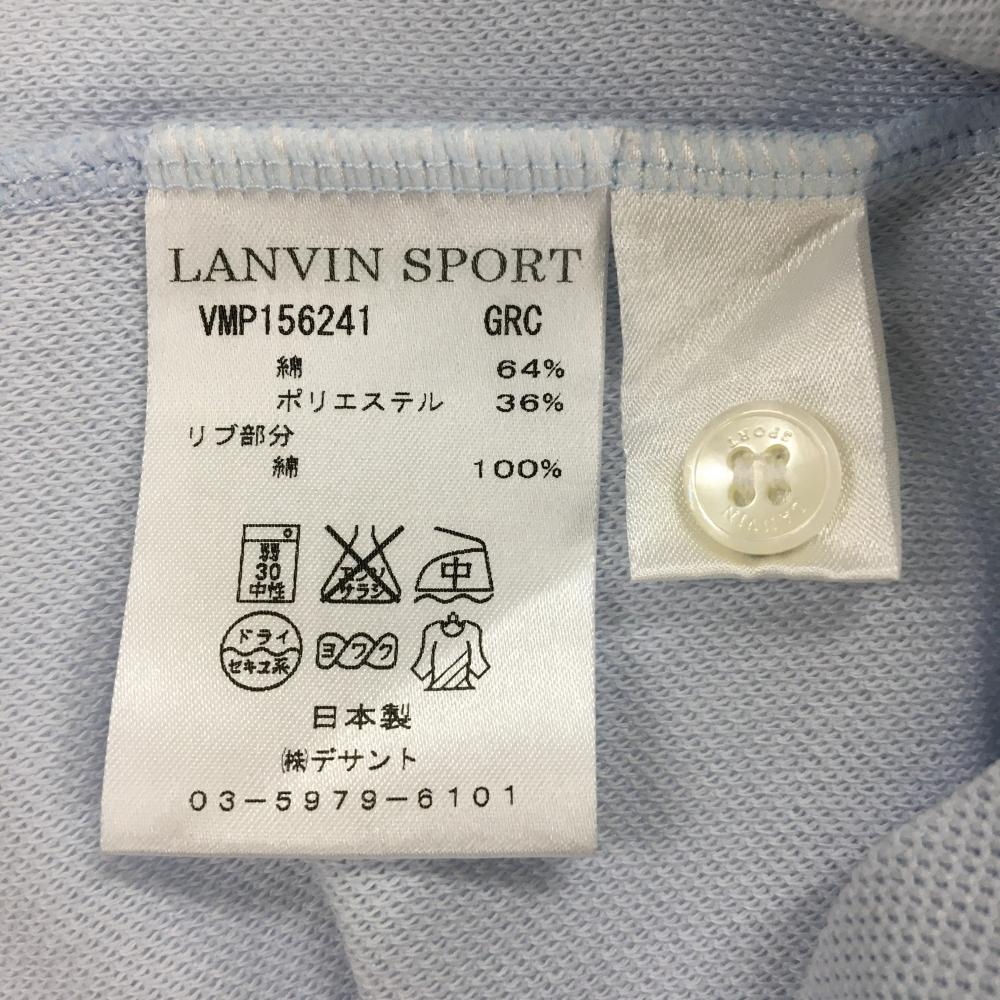 LANVIN SPORT
VMP156241 GRC
綿 64%
ポリエステル 36%
リブ部分
綿 100%
弱
30
中性
エンソ
サラシ
中
ドライ
セキユ系
ヨワク
日本製
㈱デサント
03-5979-6101
SPORT
LANVIN